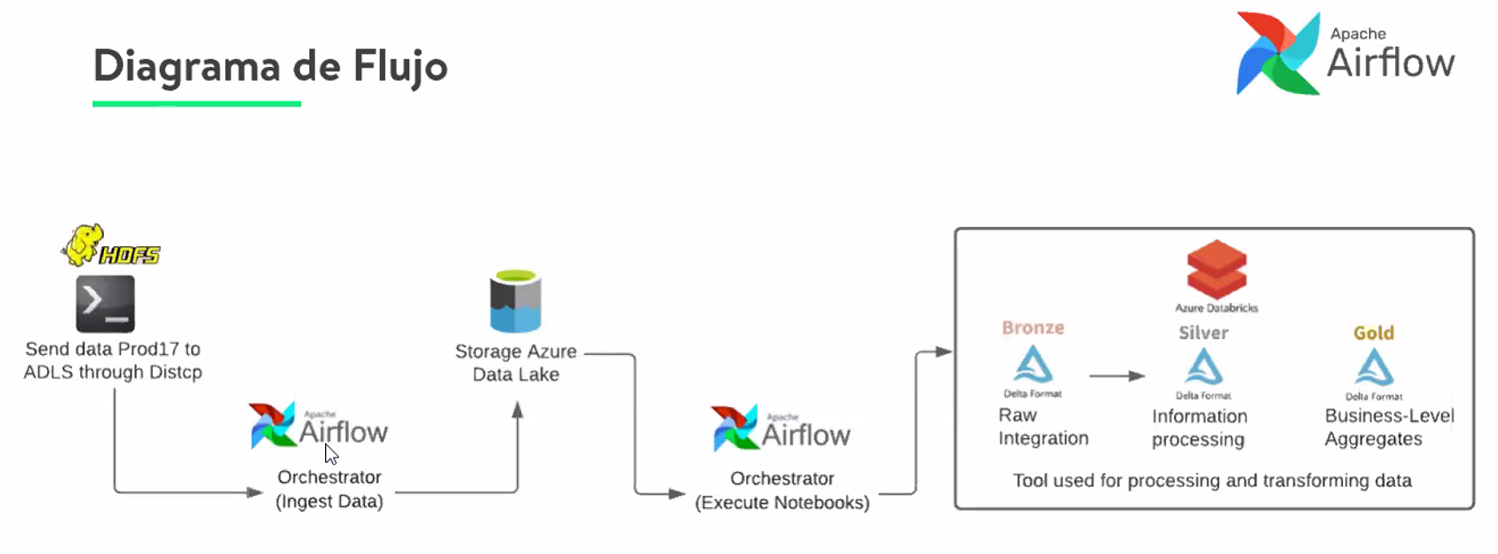 Diagrama de Flujo
Apache
Airflow
HDFS
Send data Prod17 to
ADLS through Distcp
Apache
Airflow
Orchestrator
(Ingest Data)
Storage Azure
Data Lake
Apache
Airflow
Orchestrator
(Execute Notebooks)
Azure Databricks
Bronze
Delta Format
Raw
Integration
Silver
Delta Format
Information
processing
Gold
Delta Format
Business-Level
Aggregates
Tool used for processing and transforming data